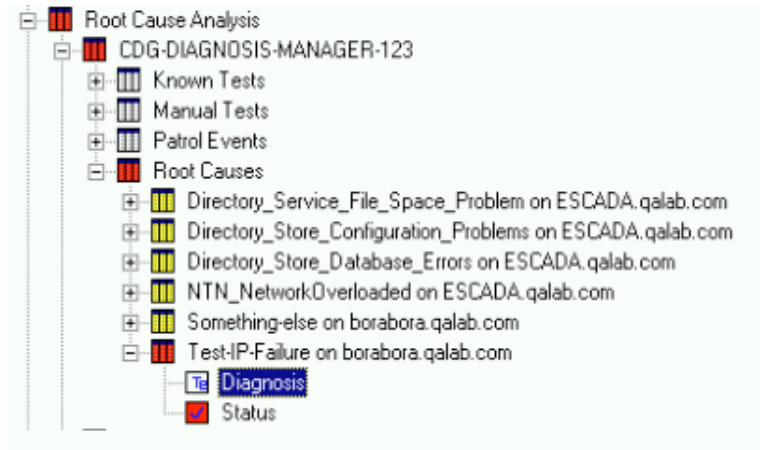 Root Cause Analysis
CDG-DIAGNOSIS-MANAGER-123
Known Tests
Manual Tests
Patrol Events
Root Causes
Directory_Service_File_Space_Problem on ESCADA.qalab.com
Directory_Store_Configuration_Problems on ESCADA.qalab.com
Directory_Store_Database_Errors on ESCADA.qalab.com
NTN_NetworkOverloaded on ESCADA.qalab.com
Something-else on borabora.qalab.com
Test-IP-Failure on borabora.qalab.com
Diagnosis
Status